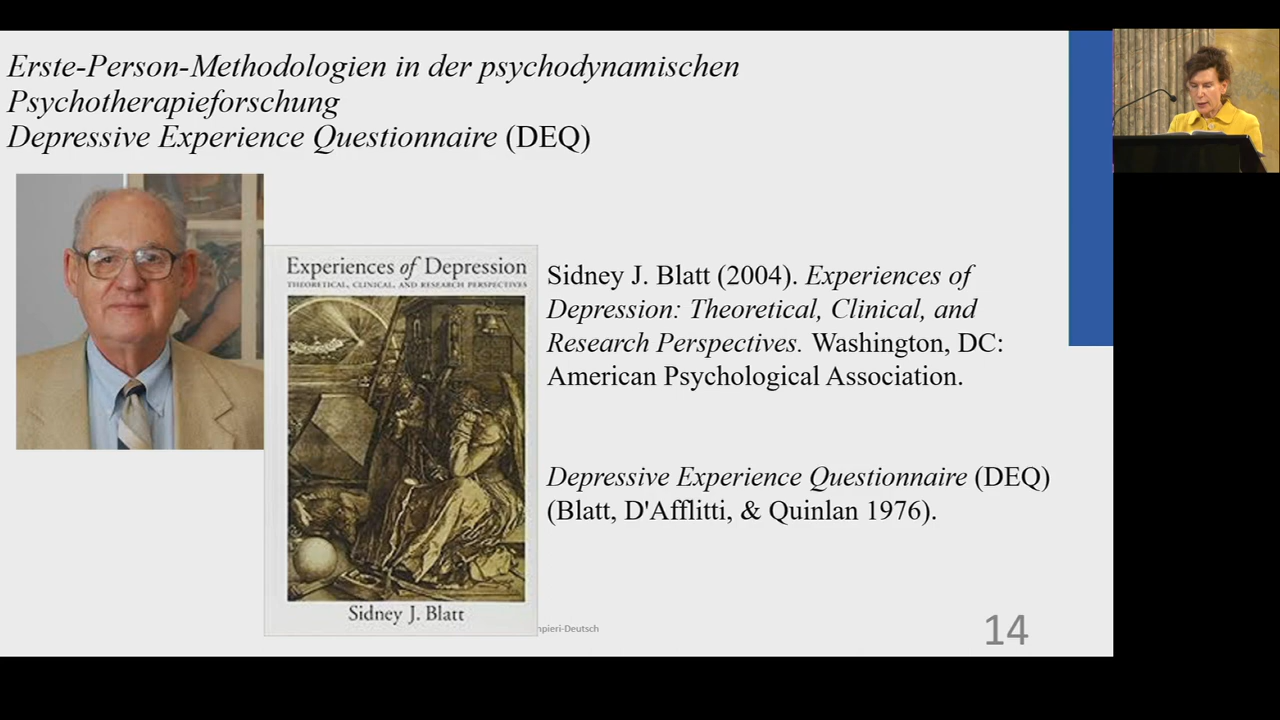 Erste-Person-Methodologien in der psychodynamischen
Psychotherapieforschung
Depressive Experience Questionnaire (DEQ)
Experiences of Depression
THEORETICAL, CLINICAL, AND RESEARCH PERSPECTIVES
Sidney J. Blatt
Sidney J. Blatt (2004). Experiences of
Depression: Theoretical, Clinical, and
Research Perspectives. Washington, DC:
American Psychological Association.
Depressive Experience Questionnaire (DEQ)
(Blatt, D'Afflitti, & Quinlan 1976).
mpieri-Deutsch
14